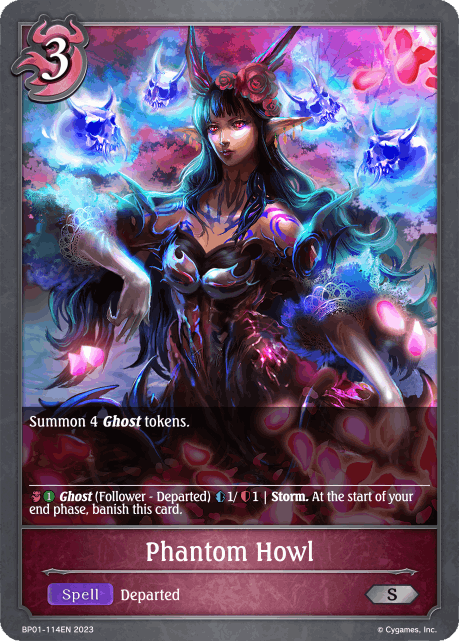 3
Summon 4 Ghost tokens.
1 Ghost (Follower - Departed) 1/ 1 | Storm. At the start of your
end phase, banish this card.
Phantom Howl
Spell Departed S
BP01-114EN 2023 © Cygames, Inc.